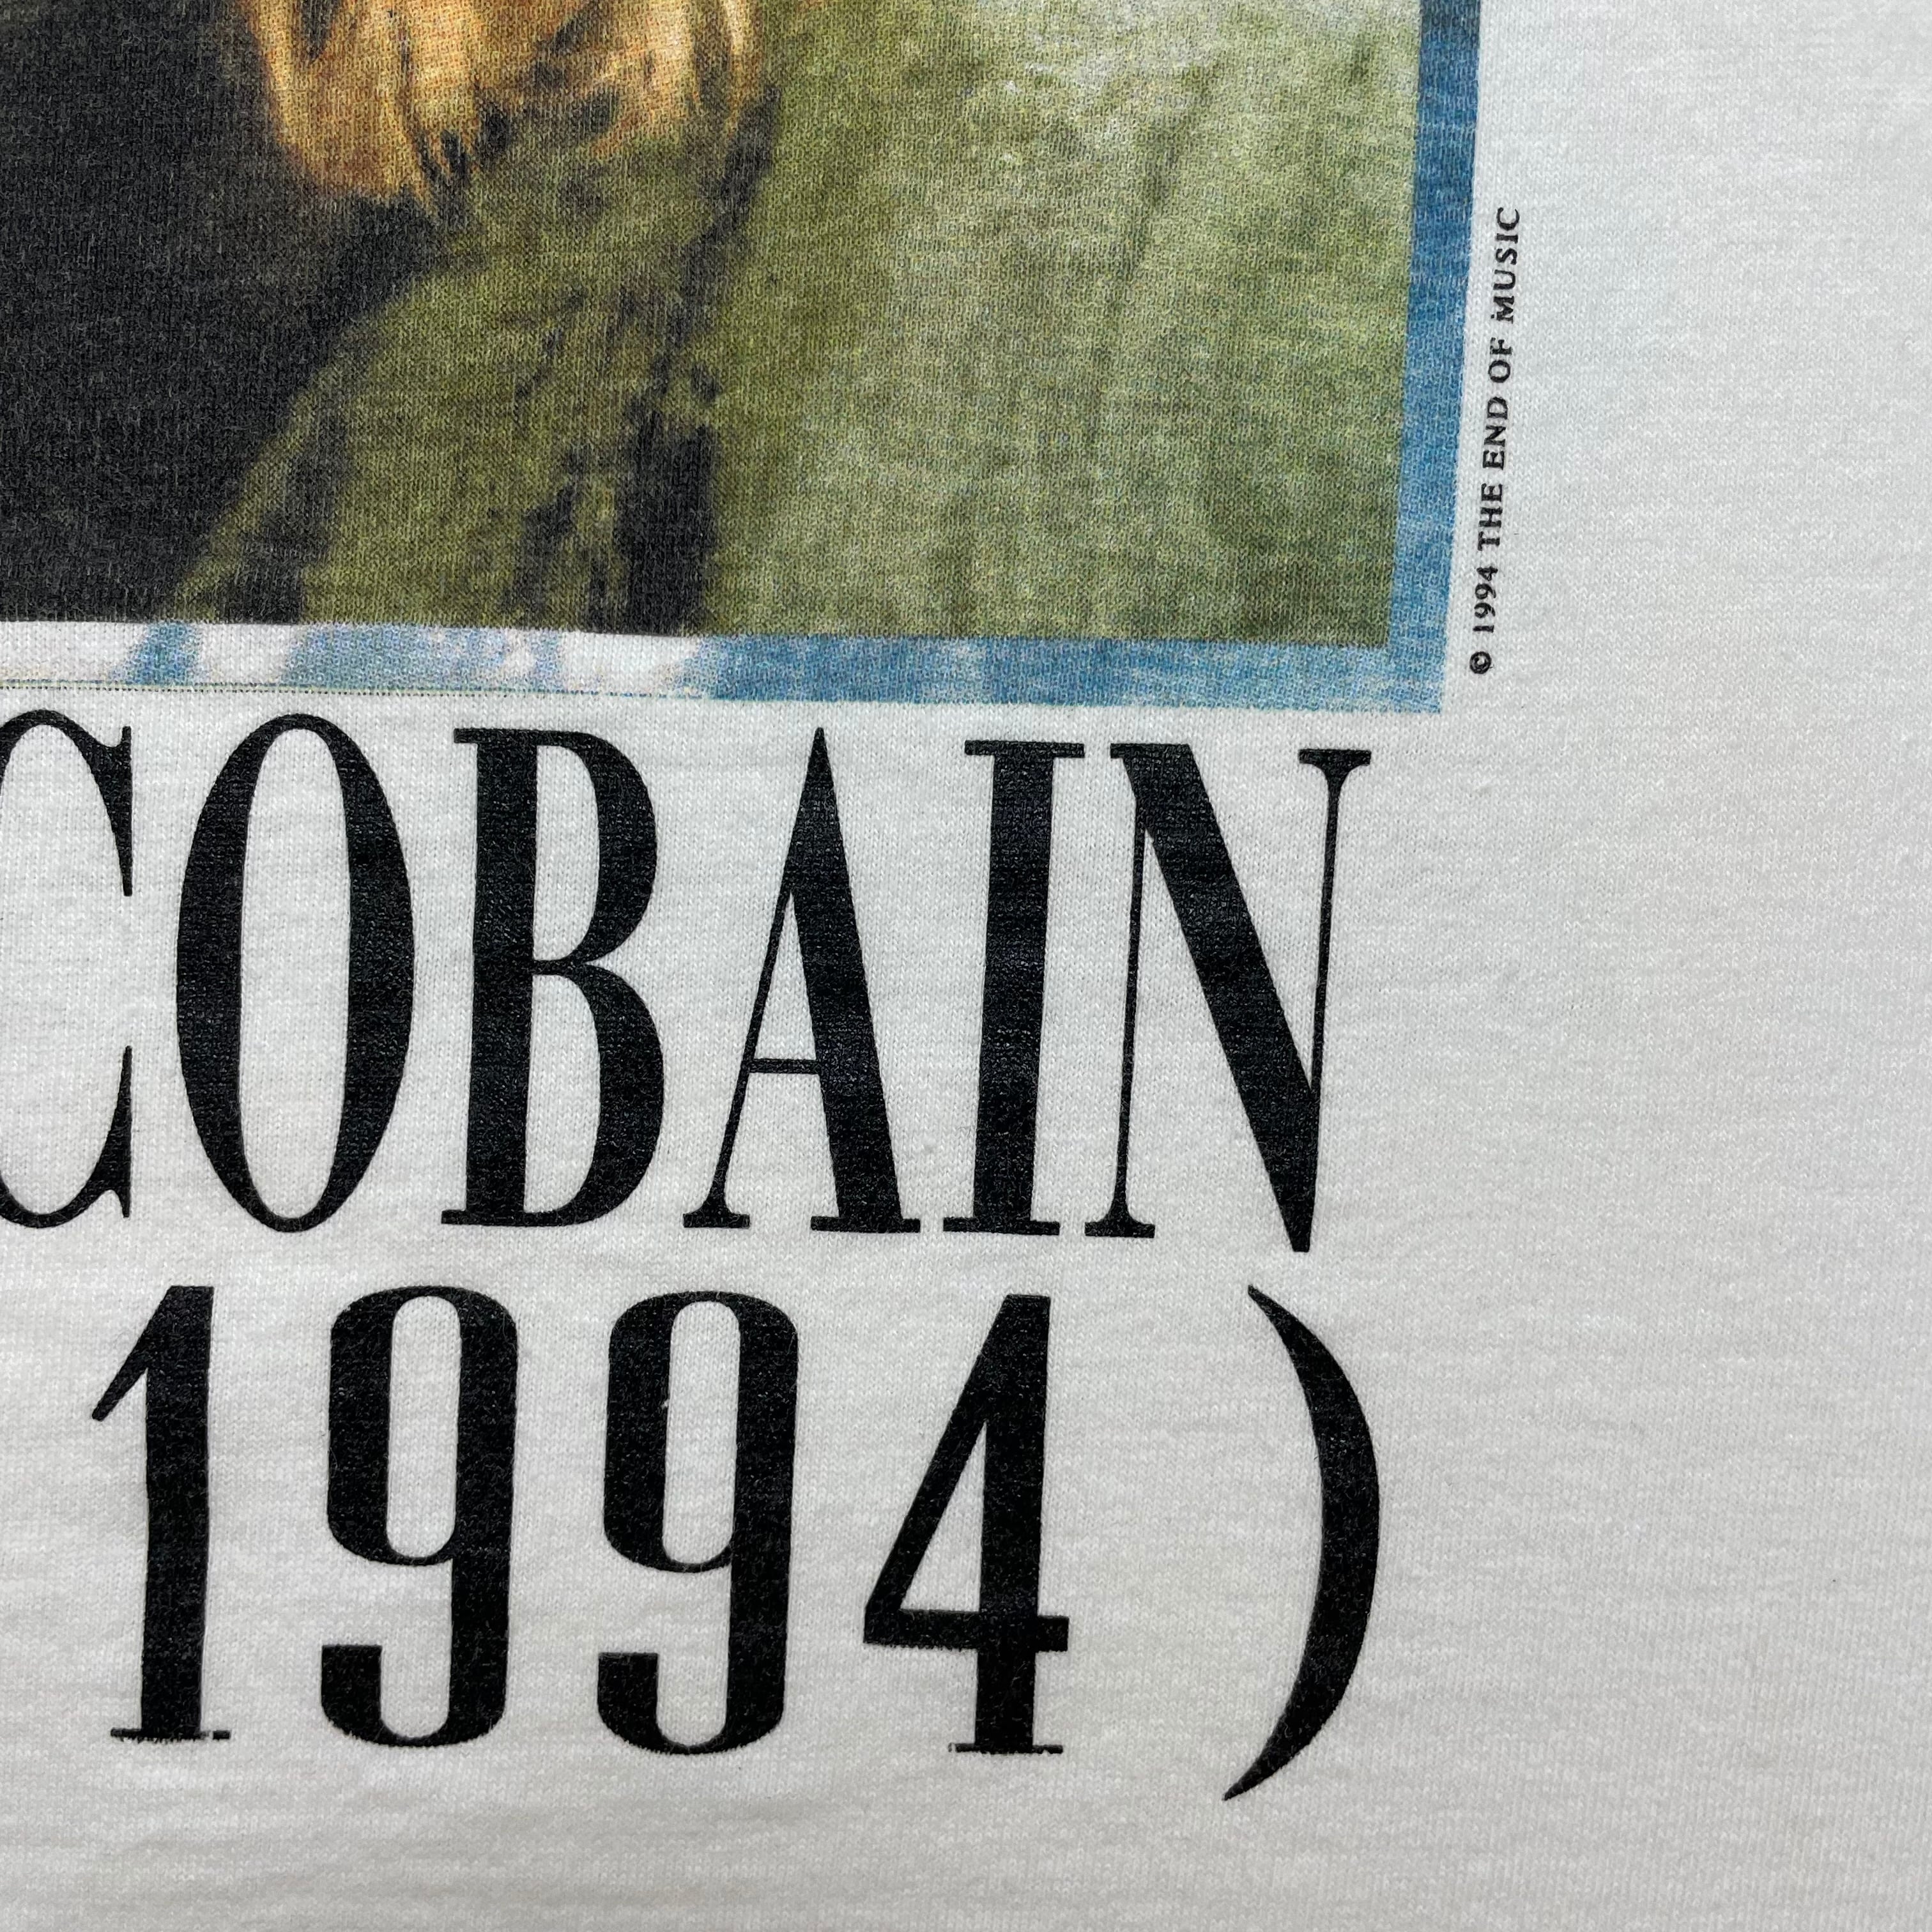 © 1994 THE END OF MUSIC
COBAIN
1994 )